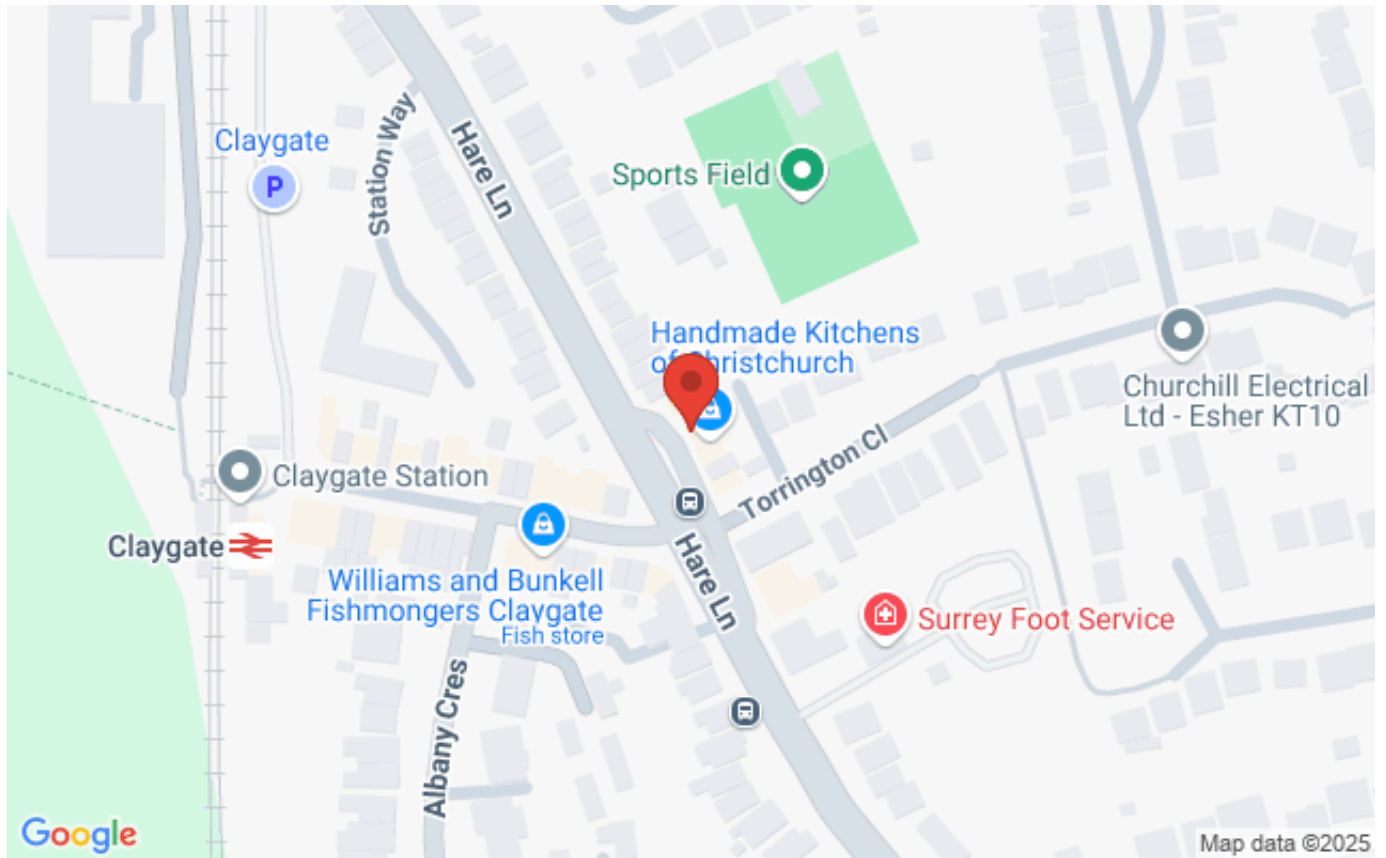 Claygate
P
Station Way
Hare Ln
Sports Field
Handmade Kitchens
of Christchurch
Churchill Electrical
Ltd - Esher KT10
Torrington Cl
Claygate Station
Claygate
Williams and Bunkell
Fishmongers Claygate
Fish store
Hare Ln
Surrey Foot Service
Albany Cres
Google
Map data ©2025